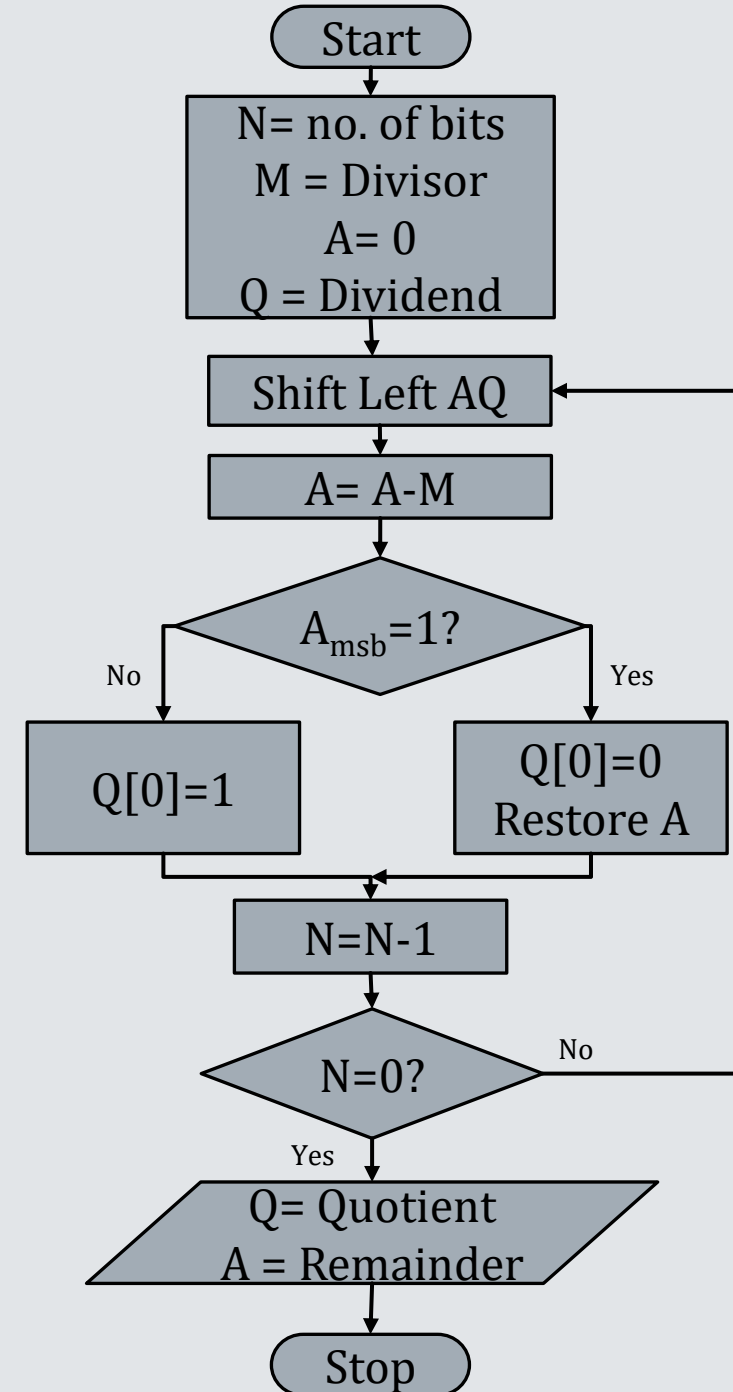 Start
N= no. of bits
M = Divisor
A= 0
Q = Dividend
Shift Left AQ
A= A-M
Amsb=1?
No
Yes
Q[0]=1
Q[0]=0
Restore A
N=N-1
N=0?
No
Yes
Q= Quotient
A = Remainder
Stop